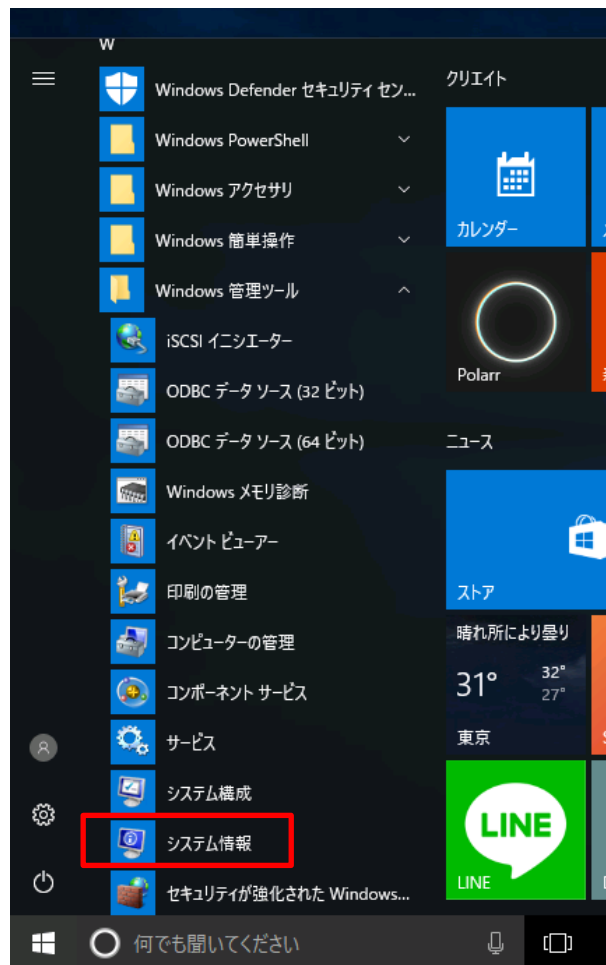 W
Windows Defender セキュリティ セン...
Windows PowerShell
Windows アクセサリ
Windows 簡単操作
Windows 管理ツール
iSCSI イニシエーター
ODBC データ ソース (32 ビット)
ODBC データ ソース (64 ビット)
Windows メモリ診断
イベント ビューアー
印刷の管理
コンピューターの管理
コンポーネント サービス
サービス
システム構成
システム情報
セキュリティが強化された Windows...
クリエイト
カレンダー
Polarr
ニュース
ストア
晴れ所により曇り
31°
32°
27°
東京
LINE
LINE
何でも聞いてください